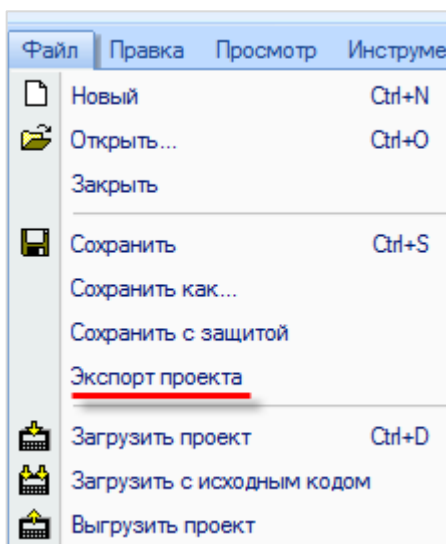 Файл Правка Просмотр Инструме
Новый Ctrl+N
Открыть... Ctrl+O
Закрыть
Сохранить Ctrl+S
Сохранить как...
Сохранить с защитой
Экспорт проекта
Загрузить проект Ctrl+D
Загрузить с исходным кодом
Выгрузить проект